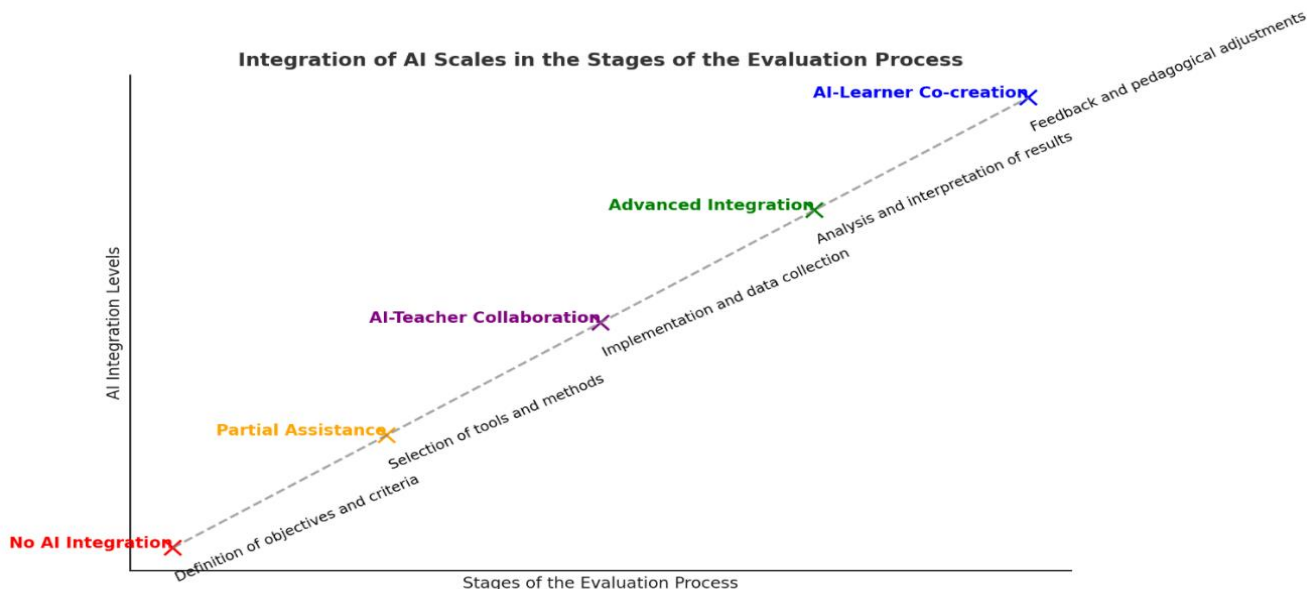 Integration of AI Scales in the Stages of the Evaluation Process
Feedback and pedagogical adjustments
AI-Learner Co-creation
Analysis and interpretation of results
Advanced Integration
Implementation and data collection
AI-Teacher Collaboration
AI Integration Levels
Selection of tools and methods
Partial Assistance
Definition of objectives and criteria
No AI Integration
Stages of the Evaluation Process